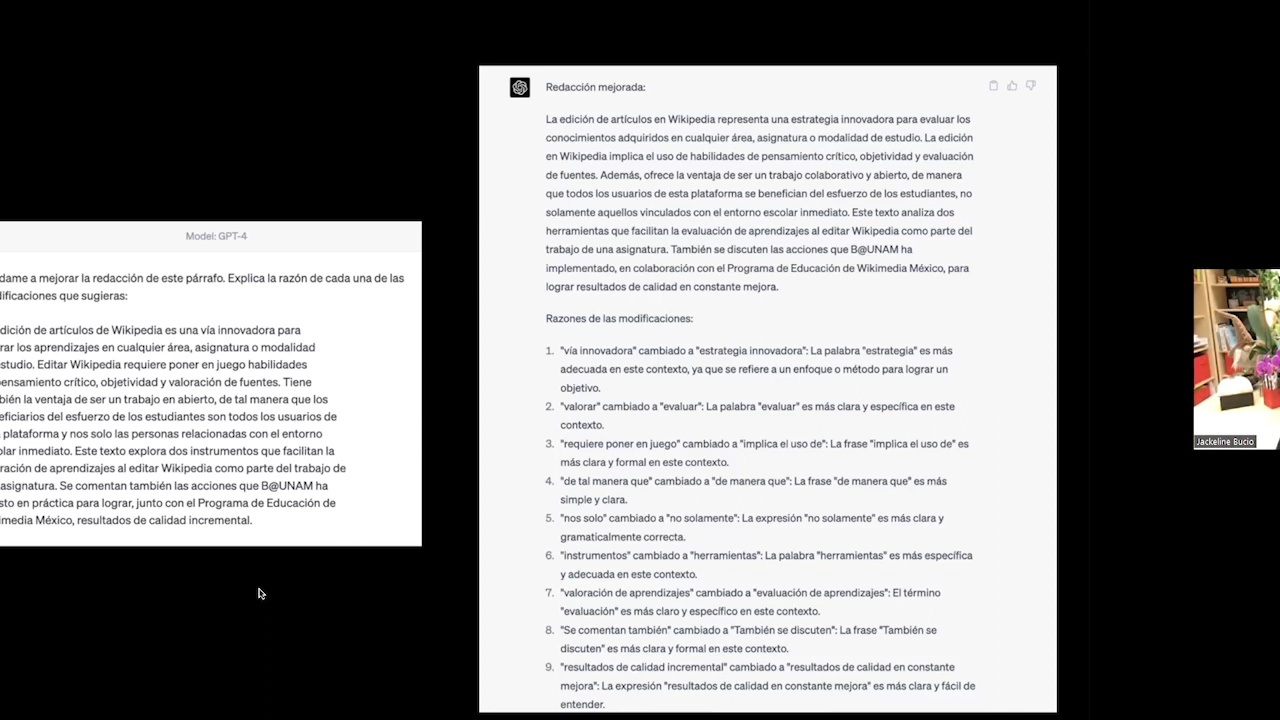 Model: GPT-4
dame a mejorar la redacción de este párrafo. Explica la razón de cada una de las
dificaciones que sugieras:
dición de artículos de Wikipedia es una vía innovadora para
rar los aprendizajes en cualquier área, asignatura o modalidad
estudio. Editar Wikipedia requiere poner en juego habilidades
pensamiento crítico, objetividad y valoración de fuentes. Tiene
bién la ventaja de ser un trabajo en abierto, de tal manera que los
eficiarios del esfuerzo de los estudiantes son todos los usuarios de
plataforma y nos solo las personas relacionadas con el entorno
olar inmediato. Este texto explora dos instrumentos que facilitan la
ración de aprendizajes al editar Wikipedia como parte del trabajo de
asignatura. Se comentan también las acciones que B@UNAM ha
sto en práctica para lograr, junto con el Programa de Educación de
imedia México, resultados de calidad incremental.
Redacción mejorada:
La edición de artículos en Wikipedia representa una estrategia innovadora para evaluar los
conocimientos adquiridos en cualquier área, asignatura o modalidad de estudio. La edición
en Wikipedia implica el uso de habilidades de pensamiento crítico, objetividad y evaluación
de fuentes. Además, ofrece la ventaja de ser un trabajo colaborativo y abierto, de manera
que todos los usuarios de esta plataforma se benefician del esfuerzo de los estudiantes, no
solamente aquellos vinculados con el entorno escolar inmediato. Este texto analiza dos
herramientas que facilitan la evaluación de aprendizajes al editar Wikipedia como parte del
trabajo de una asignatura. También se discuten las acciones que B@UNAM ha
implementado, en colaboración con el Programa de Educación de Wikimedia México, para
lograr resultados de calidad en constante mejora.
Razones de las modificaciones:
1. "vía innovadora" cambiado a "estrategia innovadora": La palabra "estrategia" es más
adecuada en este contexto, ya que se refiere a un enfoque o método para lograr un
objetivo.
2. "valorar" cambiado a "evaluar": La palabra "evaluar" es más clara y específica en este
contexto.
3. "requiere poner en juego" cambiado a "implica el uso de": La frase "implica el uso de" es
más clara y formal en este contexto.
4. "de tal manera que" cambiado a "de manera que": La frase "de manera que" es más
simple y clara.
5. "nos solo" cambiado a "no solamente": La expresión "no solamente" es más clara y
gramaticalmente correcta.
6. "instrumentos" cambiado a "herramientas": La palabra "herramientas" es más específica
y adecuada en este contexto.
7. "valoración de aprendizajes" cambiado a "evaluación de aprendizajes": El término
"evaluación" es más claro y específico en este contexto.
8. "Se comentan también" cambiado a "También se discuten": La frase "También se
discuten" es más clara y formal en este contexto.
9. "resultados de calidad incremental" cambiado a "resultados de calidad en constante
mejora": La expresión "resultados de calidad en constante mejora" es más clara y fácil de
entender.
Jackeline Bucio